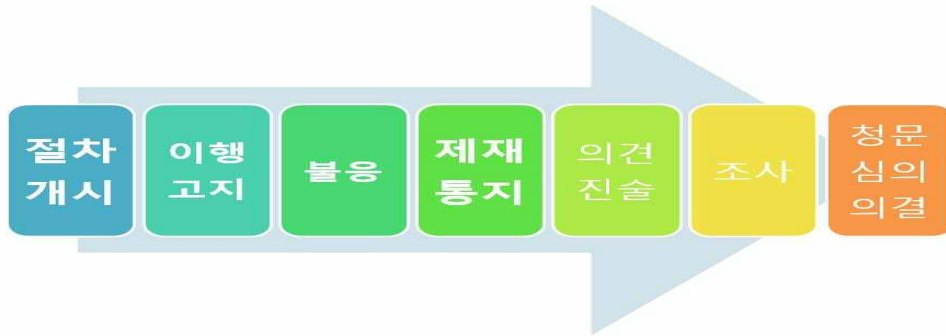 절차
개시
이행
고지
불응
제재
통지
의견
진술
조사
청문
심의
의결